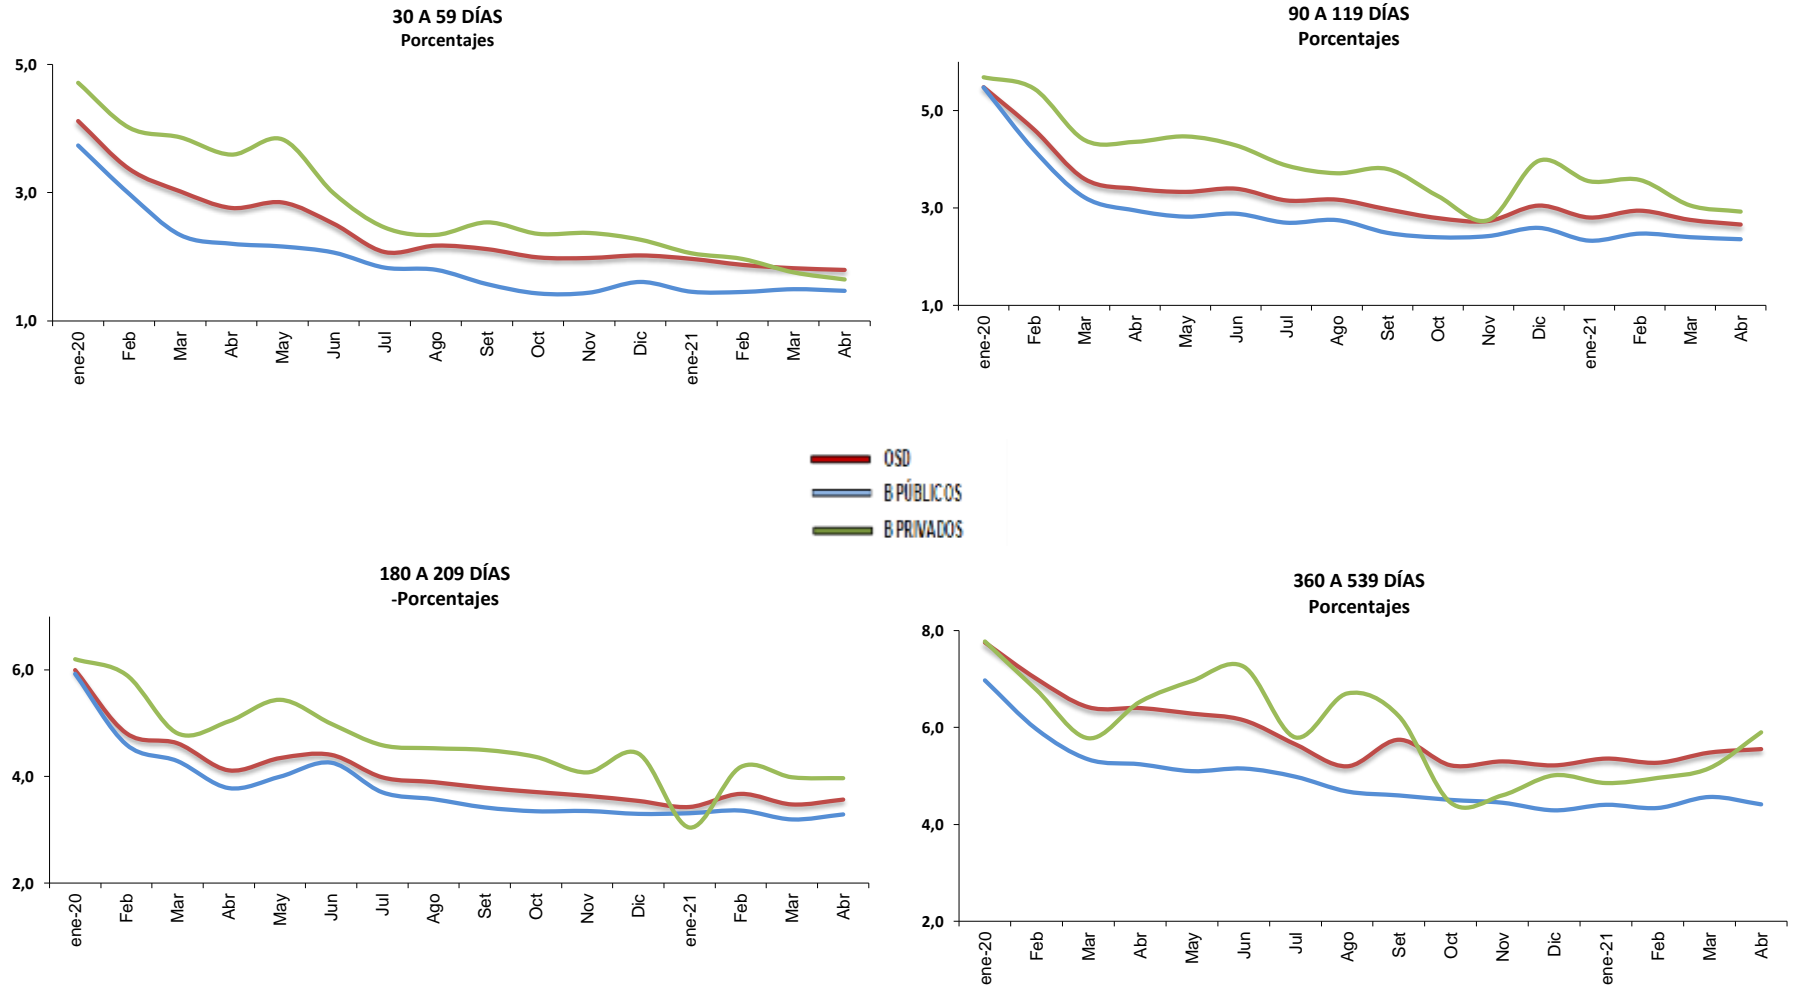 30 A 59 DÍAS
Porcentajes
5,0
3,0
1,0
ene-20
Feb
Mar
Abr
May
Jun
Jul
Ago
Set
Oct
Nov
Dic
ene-21
Feb
Mar
Abr
90 A 119 DÍAS
Porcentajes
5,0
3,0
1,0
ene-20
Feb
Mar
Abr
May
Jun
Jul
Ago
Set
Oct
Nov
Dic
ene-21
Feb
Mar
Abr
OSD
B PÚBLICOS
B PRIVADOS
180 A 209 DÍAS
-Porcentajes
6,0
4,0
2,0
ene-20
Feb
Mar
Abr
May
Jun
Jul
Ago
Set
Oct
Nov
Dic
ene-21
Feb
Mar
Abr
360 A 539 DÍAS
Porcentajes
8,0
6,0
4,0
2,0
ene-20
Feb
Mar
Abr
May
Jun
Jul
Ago
Set
Oct
Nov
Dic
ene-21
Feb
Mar
Abr